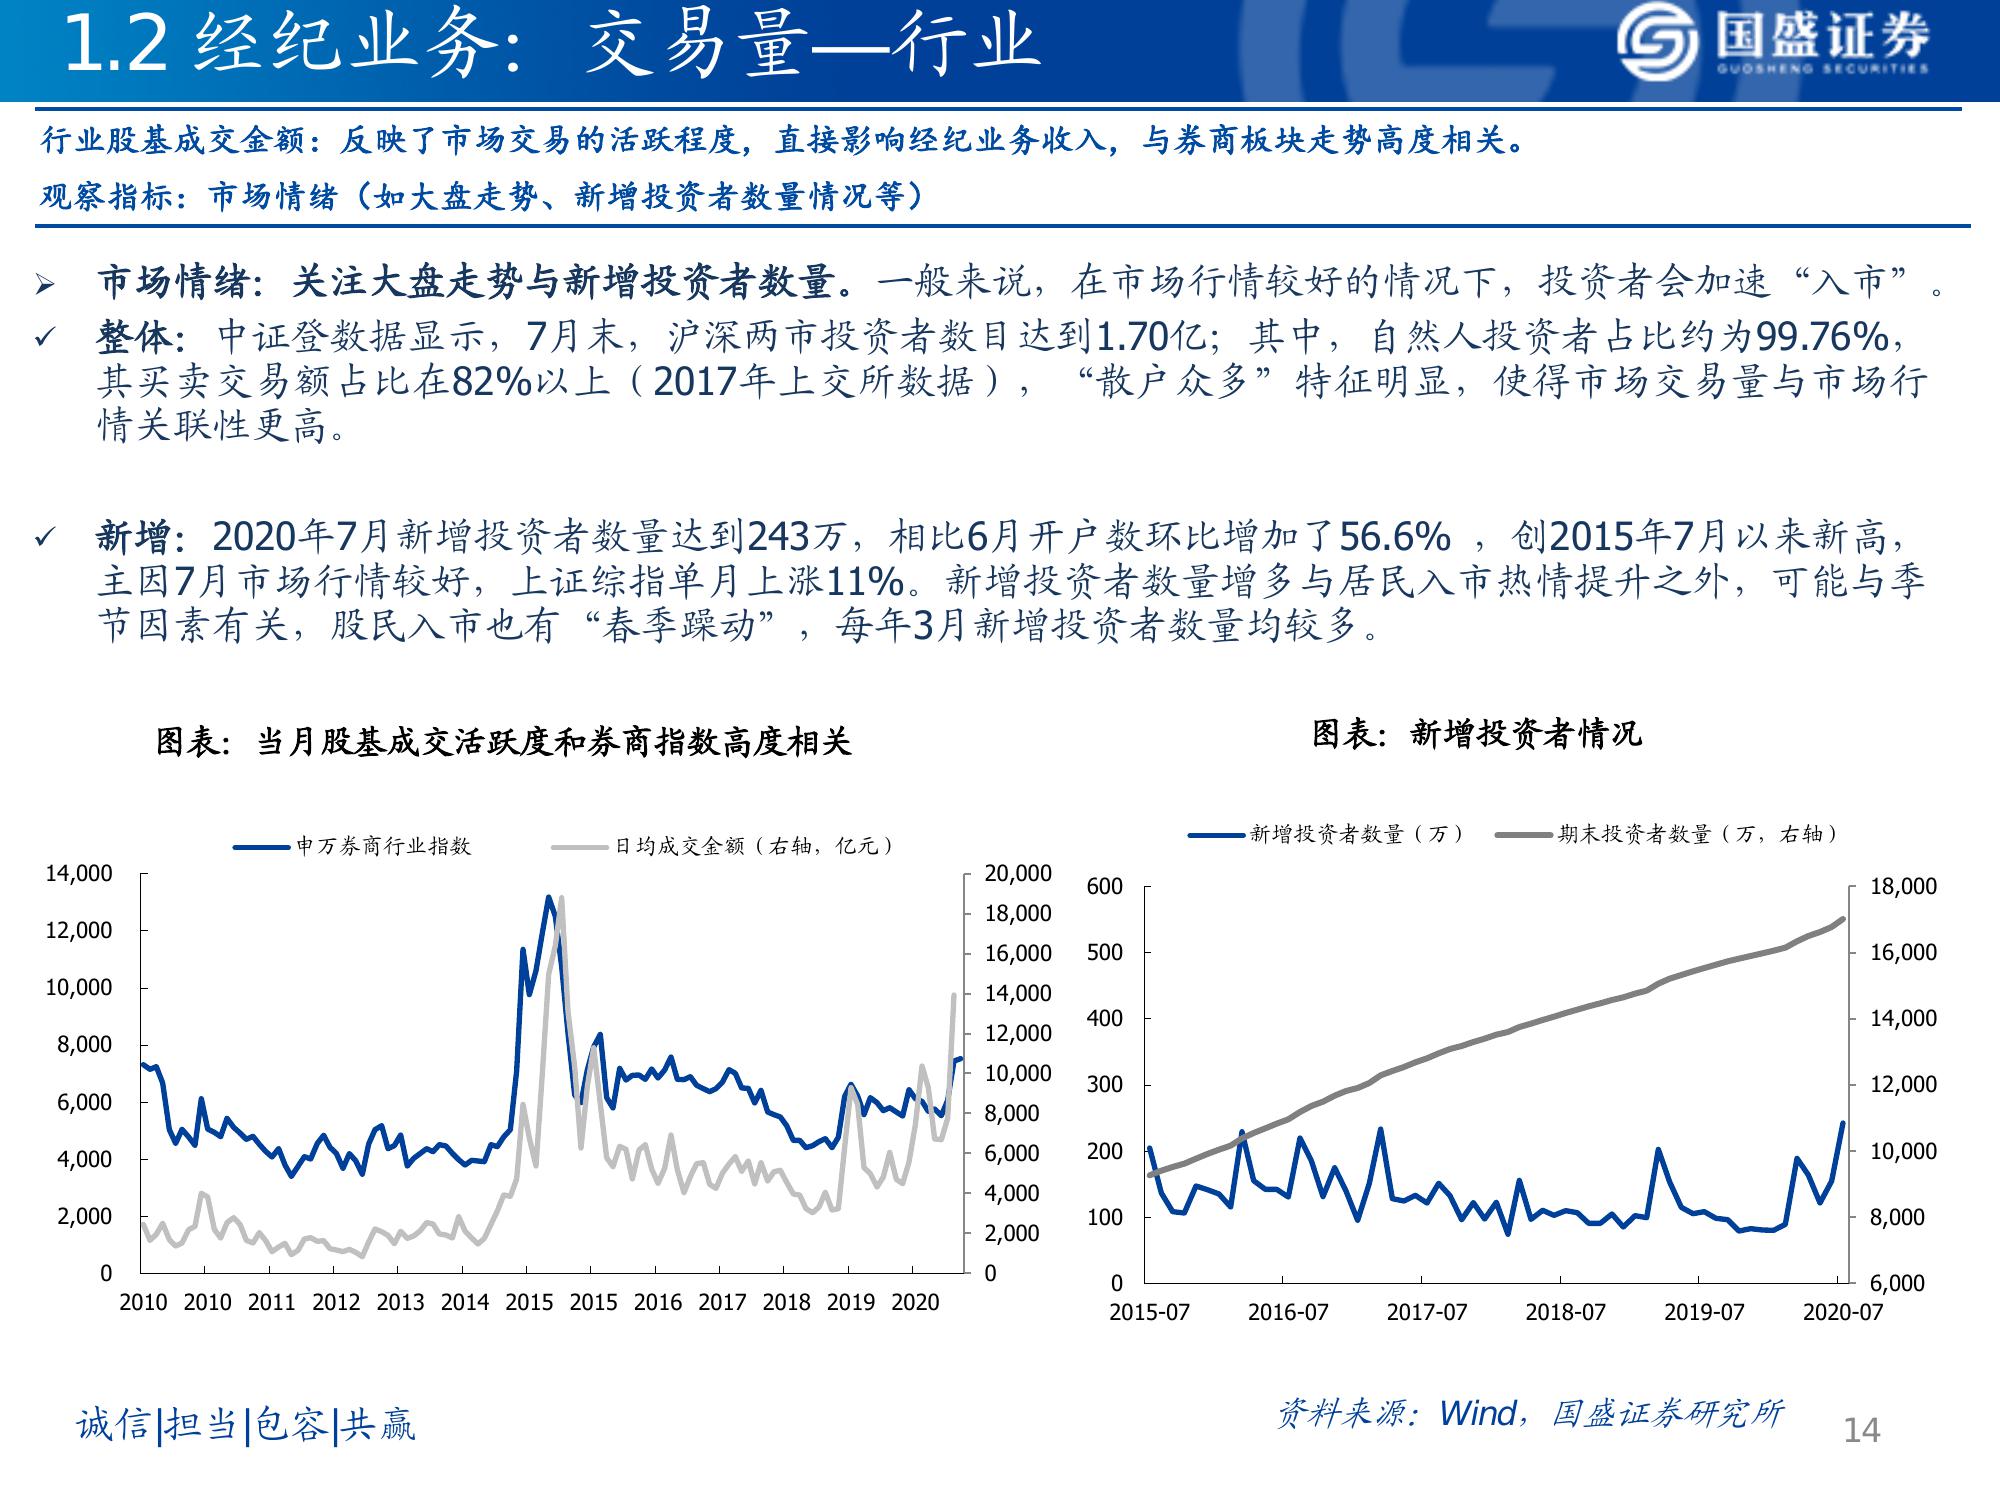 1.2 经纪业务：交易量—行业
国盛证券
GUOSHENG SECURITIES
行业股基成交金额：反映了市场交易的活跃程度，直接影响经纪业务收入，与券商板块走势高度相关。
观察指标：市场情绪（如大盘走势、新增投资者数量情况等）
市场情绪：关注大盘走势与新增投资者数量。一般来说，在市场行情较好的情况下，投资者会加速“入市”。
整体：中证登数据显示，7月末，沪深两市投资者数目达到1.70亿；其中，自然人投资者占比约为99.76%，
其买卖交易额占比在82%以上（2017年上交所数据），“散户众多”特征明显，使得市场交易量与市场行
情关联性更高。
新增：2020年7月新增投资者数量达到243万，相比6月开户数环比增加了56.6%，创2015年7月以来新高，
主因7月市场行情较好，上证综指单月上涨11%。新增投资者数量增多与居民入市热情提升之外，可能与季
节因素有关，股民入市也有“春季躁动”，每年3月新增投资者数量均较多。
图表：当月股基成交活跃度和券商指数高度相关
申万券商行业指数 日均成交金额（右轴，亿元）
14,000
12,000
10,000
8,000
6,000
4,000
2,000
0
20,000
18,000
16,000
14,000
12,000
10,000
8,000
6,000
4,000
2,000
0
2010 2010 2011 2012 2013 2014 2015 2015 2016 2017 2018 2019 2020
图表：新增投资者情况
新增投资者数量（万） 期末投资者数量（万，右轴）
600
500
400
300
200
100
0
18,000
16,000
14,000
12,000
10,000
8,000
6,000
2015-07 2016-07 2017-07 2018-07 2019-07 2020-07
诚信|担当|包容|共赢
资料来源：Wind，国盛证券研究所
14